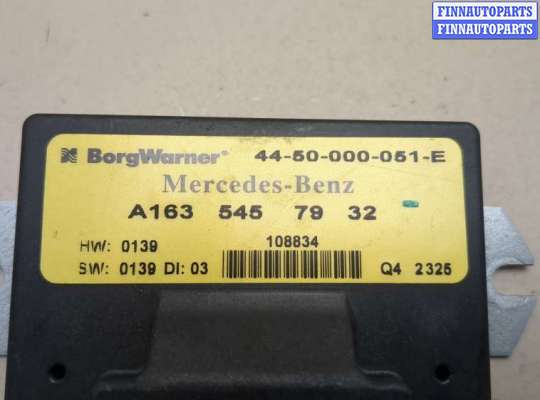 FINNAUTOPARTS
FINNAUTOPARTS
BorgWarner® 44-50-000-051-E
Mercedes-Benz
A163 545 79 32 -
HW: 0139 108834
SW: 0139 DI: 03 Q4 2325